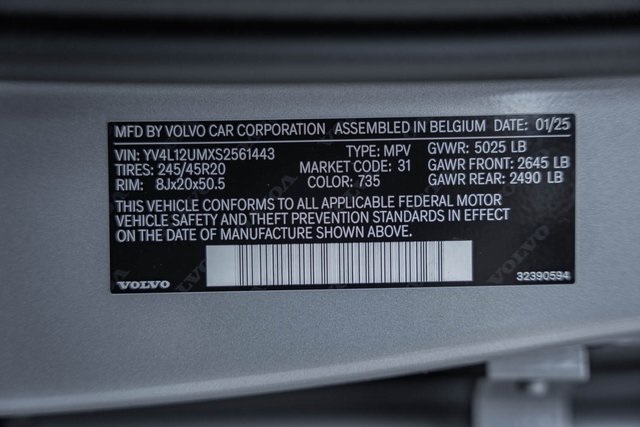 MFD BY VOLVO CAR CORPORATION ASSEMBLED IN BELGIUM DATE: 01/25
VIN: YV4L12UMXS2561443 TYPE: MPV GVWR: 5025 LB
TIRES: 245/45R20 MARKET CODE: 31 GAWR FRONT: 2645 LB
RIM: 8Jx20x50.5 COLOR: 735 GAWR REAR: 2490 LB
THIS VEHICLE CONFORMS TO ALL APPLICABLE FEDERAL MOTOR
VEHICLE SAFETY AND THEFT PREVENTION STANDARDS IN EFFECT
ON THE DATE OF MANUFACTURE SHOWN ABOVE.
VOLVO 32390594